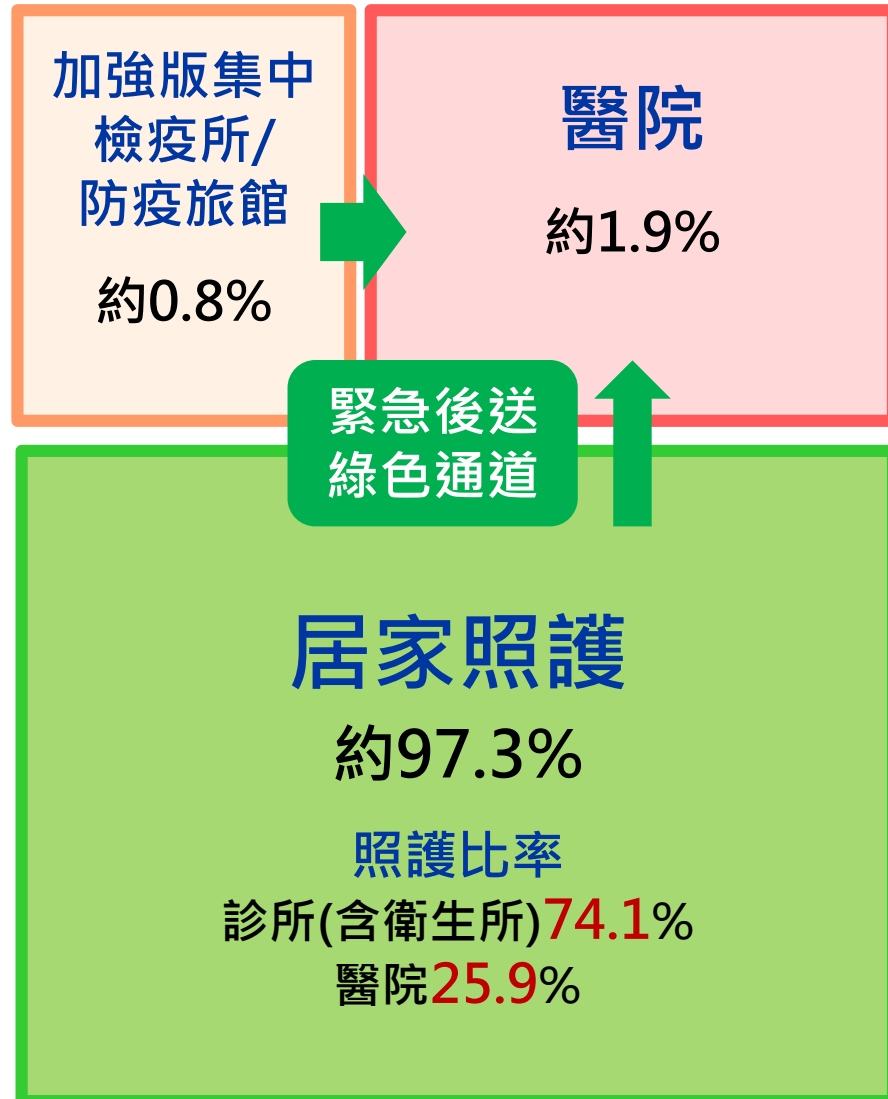 加強版集中
檢疫所/
防疫旅館
約0.8%
醫院
約1.9%
緊急後送
綠色通道
居家照護
約97.3%
照護比率
診所(含衛生所)74.1%
醫院25.9%